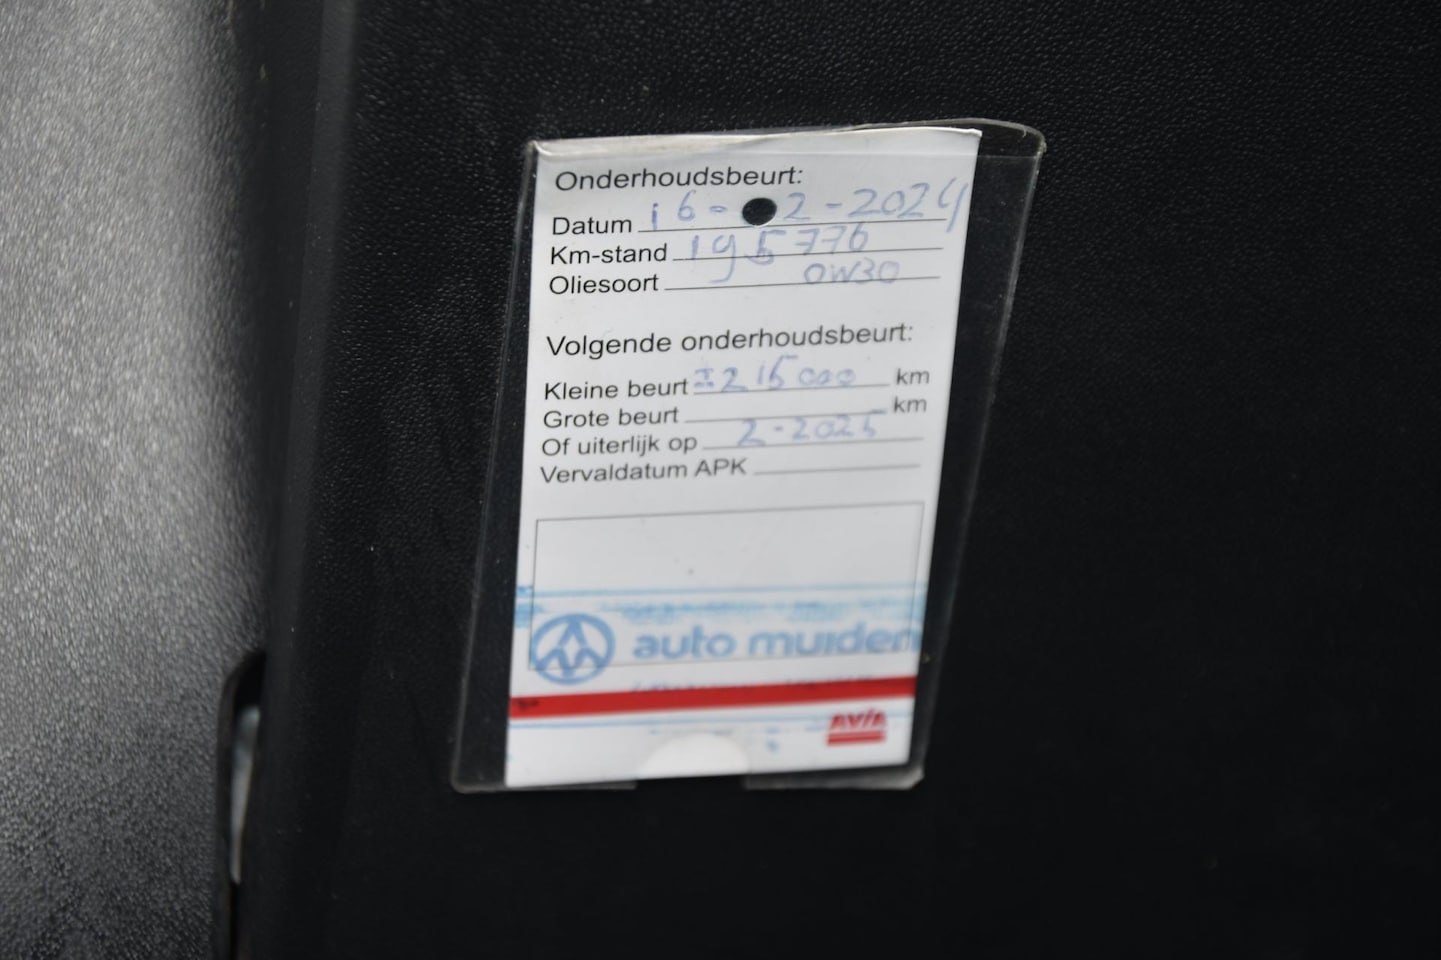 Onderhoudsbeurt:
Datum 16- 2-2024
Km-stand 195776
Oliesoort 0W30
Volgende onderhoudsbeurt:
Kleine beurt ±215000 km
Grote beurt km
Of uiterlijk op 2-2025
Vervaldatum APK
auto muiden
AVIA